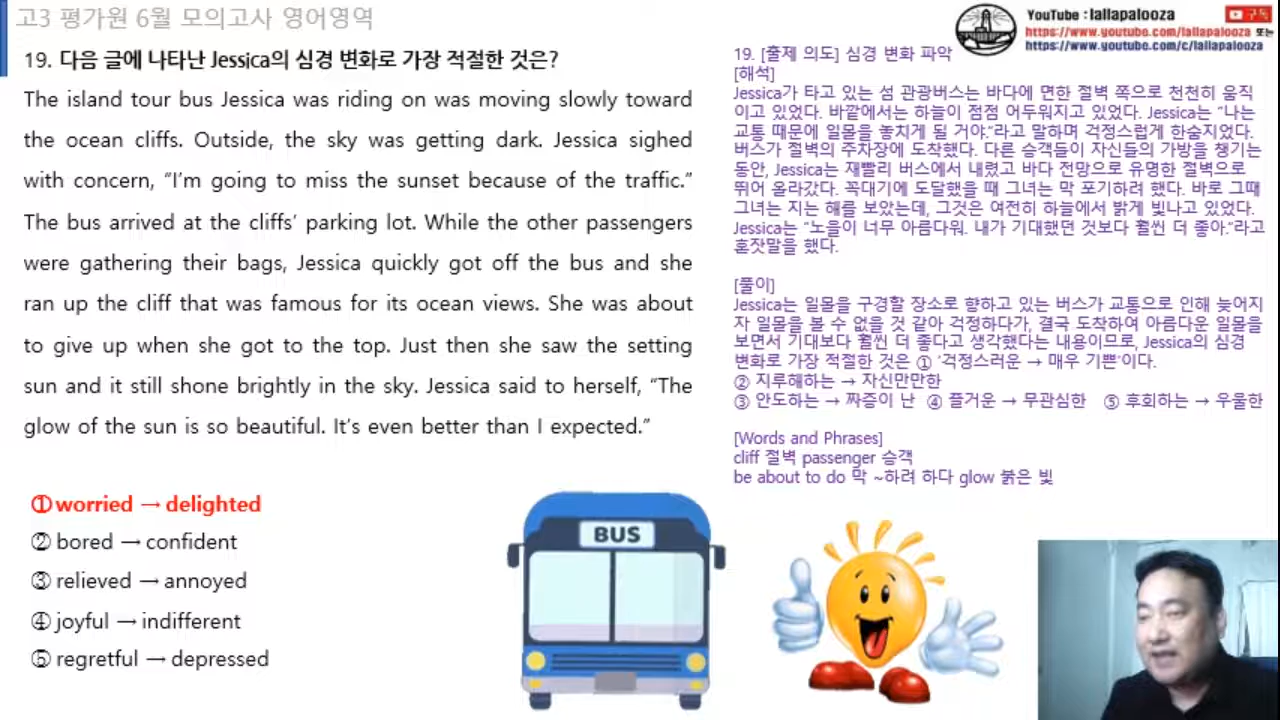 고3 평가원 6월 모의고사 영어영역
19. 다음 글에 나타난 Jessica의 심경 변화로 가장 적절한 것은?
The island tour bus Jessica was riding on was moving slowly toward
the ocean cliffs. Outside, the sky was getting dark. Jessica sighed
with concern, “I’m going to miss the sunset because of the traffic.”
The bus arrived at the cliffs’ parking lot. While the other passengers
were gathering their bags, Jessica quickly got off the bus and she
ran up the cliff that was famous for its ocean views. She was about
to give up when she got to the top. Just then she saw the setting
sun and it still shone brightly in the sky. Jessica said to herself, “The
glow of the sun is so beautiful. It’s even better than I expected.”
① worried → delighted
② bored → confident
③ relieved → annoyed
④ joyful → indifferent
⑤ regretful → depressed
BUS
YouTube : lallapalooza
구독
https://www.youtube.com/lallapalooza 또는
https://www.youtube.com/c/lallapalooza
19. [출제 의도] 심경 변화 파악
[해석]
Jessica가 타고 있는 섬 관광버스는 바다에 면한 절벽 쪽으로 천천히 움직
이고 있었다. 바깥에서는 하늘이 점점 어두워지고 있었다. Jessica는 “나는
교통 때문에 일몰을 놓치게 될 거야.”라고 말하며 걱정스럽게 한숨지었다.
버스가 절벽의 주차장에 도착했다. 다른 승객들이 자신들의 가방을 챙기는
동안, Jessica는 재빨리 버스에서 내렸고 바다 전망으로 유명한 절벽으로
뛰어 올라갔다. 꼭대기에 도달했을 때 그녀는 막 포기하려 했다. 바로 그때
그녀는 지는 해를 보았는데, 그것은 여전히 하늘에서 밝게 빛나고 있었다.
Jessica는 “노을이 너무 아름다워. 내가 기대했던 것보다 훨씬 더 좋아.”라고
혼잣말을 했다.
[풀이]
Jessica는 일몰을 구경할 장소로 향하고 있는 버스가 교통으로 인해 늦어지
자 일몰을 볼 수 없을 것 같아 걱정하다가, 결국 도착하여 아름다운 일몰을
보면서 기대보다 훨씬 더 좋다고 생각했다는 내용이므로, Jessica의 심경
변화로 가장 적절한 것은 ① ‘걱정스러운 → 매우 기쁜’이다.
② 지루해하는 → 자신만만한
③ 안도하는 → 짜증이 난 ④ 즐거운 → 무관심한 ⑤ 후회하는 → 우울한
[Words and Phrases]
cliff 절벽 passenger 승객
be about to do 막 ~하려 하다 glow 붉은 빛